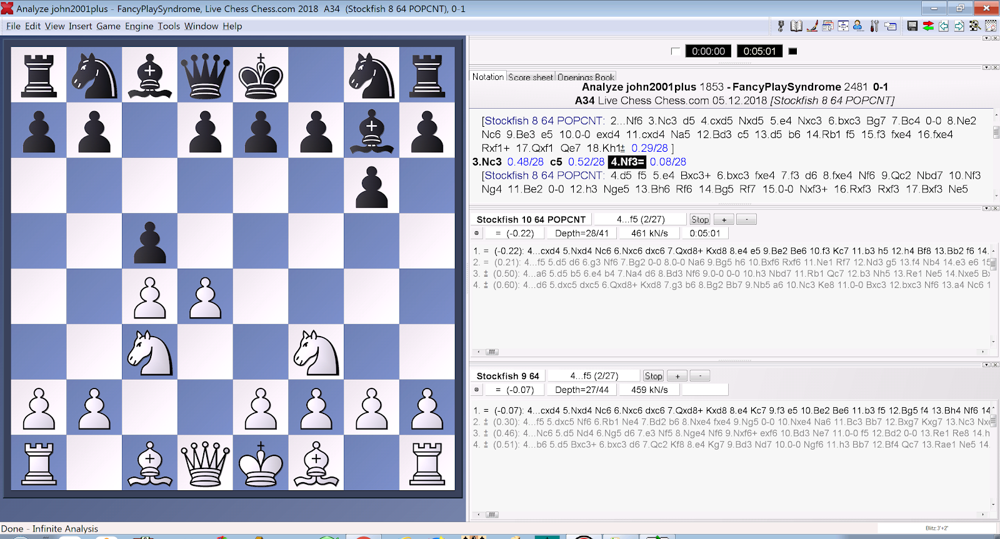 Analyze john2001plus - FancyPlaySyndrome, Live Chess Chess.com 2018  A34  (Stockfish 8 64 POPCNT), 0-1
File Edit View Insert Game Engine Tools Window Help
0:00:00 0:05:01
Notation Score sheet Openings Book
Analyze john2001plus 1853 - FancyPlaySyndrome 2481 0-1
A34 Live Chess Chess.com 05.12.2018 [Stockfish 8 64 POPCNT]
[Stockfish 8 64 POPCNT: 2...Nf6 3.Nc3 d5 4.cxd5 Nxd5 5.e4 Nxc3 6.bxc3 Bg7 7.Bc4 0-0 8.Ne2
Nc6 9.Be3 e5 10.0-0 exd4 11.cxd4 Na5 12.Bd3 c5 13.d5 b6 14.Rb1 f5 15.f3 fxe4 16.fxe4
Rxf1+ 17.Qxf1 Qe7 18.Kh1± 0.29/28 ]
3.Nc3 0.48/28 c5 0.52/28 4.Nf3= 0.08/28
[Stockfish 8 64 POPCNT: 4.d5 f5 5.e4 Bxc3+ 6.bxc3 fxe4 7.f3 d6 8.fxe4 Nf6 9.Qc2 Nbd7 10.Nf3
Ng4 11.Be2 0-0 12.h3 Nge5 13.Bh6 Rf6 14.Bg5 Rf7 15.0-0 Nxf3+ 16.Rxf3 Rxf3 17.Bxf3 Ne5
Stockfish 10 64 POPCNT 4...f5 (2/27) Stop + -
= (-0.22) Depth=28/41 461 kN/s 0:05:01
1. = (-0.22): 4...cxd4 5.Nxd4 Nc6 6.Nxc6 dxc6 7.Qxd8+ Kxd8 8.e4 e5 9.Be2 Be6 10.f3 Kc7 11.b3 h5 12.h4 Bf8 13.Bb2 f6 14.
2. = (0.21): 4...f5 5.d5 d6 6.g3 Nf6 7.Bg2 0-0 8.0-0 Na6 9.Bg5 h6 10.Bxf6 Rxf6 11.Ne1 Rf7 12.Nd3 g5 13.f4 Nb4 14.e3 e6 15
3. ⩲ (0.50): 4...a6 5.d5 b5 6.e4 b4 7.Na4 d6 8.Bd3 Nf6 9.0-0 0-0 10.h3 Nbd7 11.Rb1 Qc7 12.b3 Nh5 13.Re1 Ne5 14.Nxe5 Bx
4. ⩲ (0.60): 4...d6 5.dxc5 dxc5 6.Qxd8+ Kxd8 7.g3 b6 8.Bg2 Bb7 9.Nb5 a6 10.Nc3 Ke8 11.0-0 Bxc3 12.bxc3 Nf6 13.a4 Nc6 1
Stockfish 9 64 4...f5 (2/27) Stop + -
= (-0.07) Depth=27/44 459 kN/s
1. = (-0.07): 4...cxd4 5.Nxd4 Nc6 6.Nxc6 dxc6 7.Qxd8+ Kxd8 8.e4 Kc7 9.f3 e5 10.Be2 Be6 11.b3 f5 12.Bg5 f4 13.Bh4 Nf6 14
2. ⩲ (0.30): 4...f5 5.dxc5 Nf6 6.Rb1 Ne4 7.Bd2 b6 8.Nxe4 fxe4 9.Ng5 0-0 10.Nxe4 Na6 11.Bc3 Bb7 12.Bxg7 Kxg7 13.Nc3 Nx
3. ⩲ (0.46): 4...Nc6 5.d5 Nd4 6.Ng5 d6 7.e3 Nf5 8.Nge4 Nf6 9.Nxf6+ exf6 10.Bd3 Ne7 11.0-0 f5 12.Bd2 0-0 13.Re1 Re8 14.h
4. ⩲ (0.51): 4...b6 5.d5 Bxc3+ 6.bxc3 d6 7.Qc2 Kf8 8.e4 Kg7 9.Bd3 Nd7 10.0-0 Ngf6 11.h3 Bb7 12.Bf4 Qc7 13.Rae1 Ne5 14.
Done - Infinite Analysis
Blitz:3'+2"